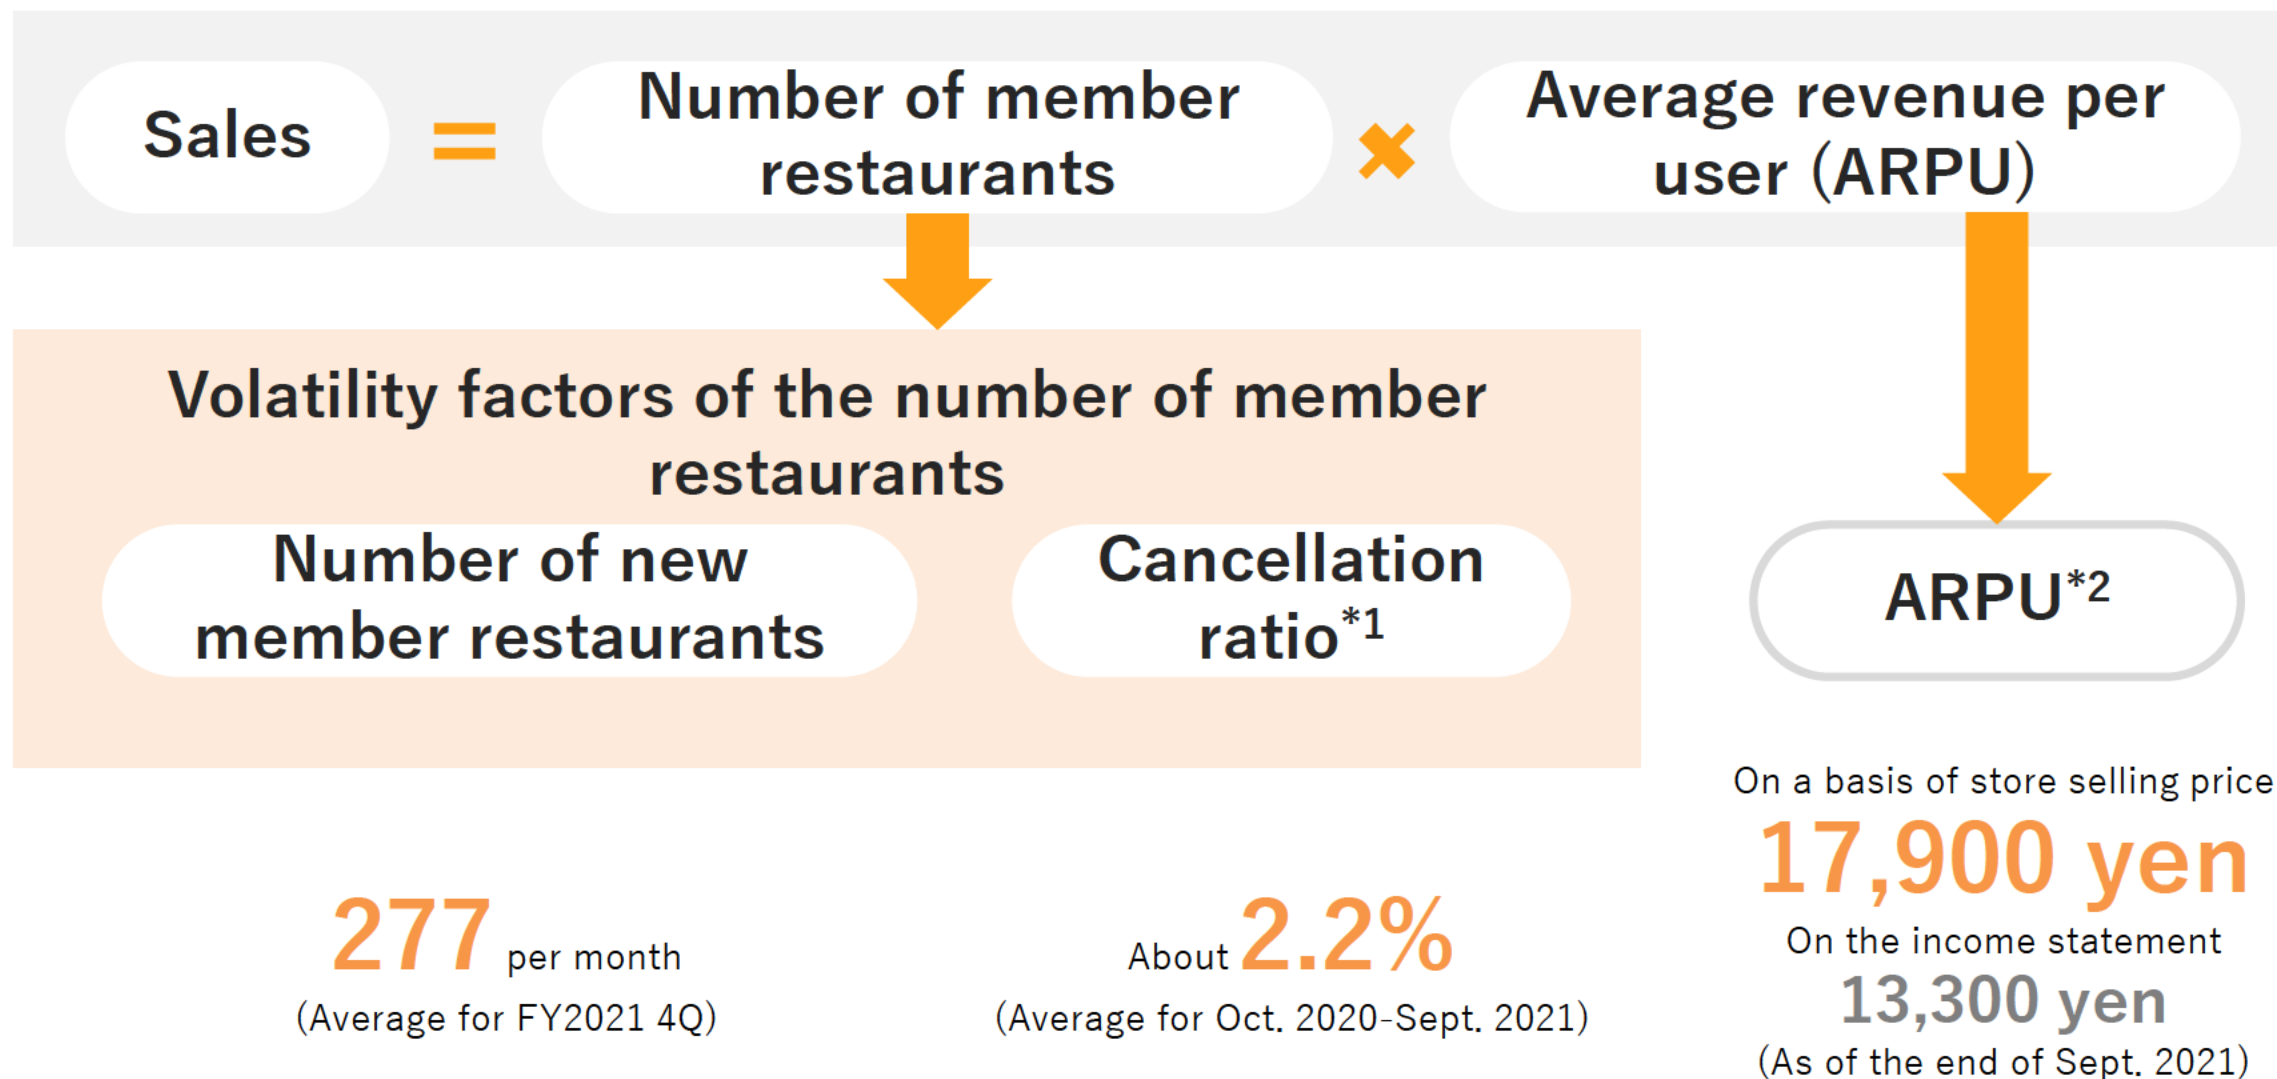 Sales
=
Number of member
restaurants
×
Average revenue per
user (ARPU)
Volatility factors of the number of member
restaurants
Number of new
member restaurants
Cancellation
ratio*1
ARPU*2
277 per month
(Average for FY2021 4Q)
About 2.2%
(Average for Oct. 2020-Sept. 2021)
On a basis of store selling price
17,900 yen
On the income statement
13,300 yen
(As of the end of Sept. 2021)